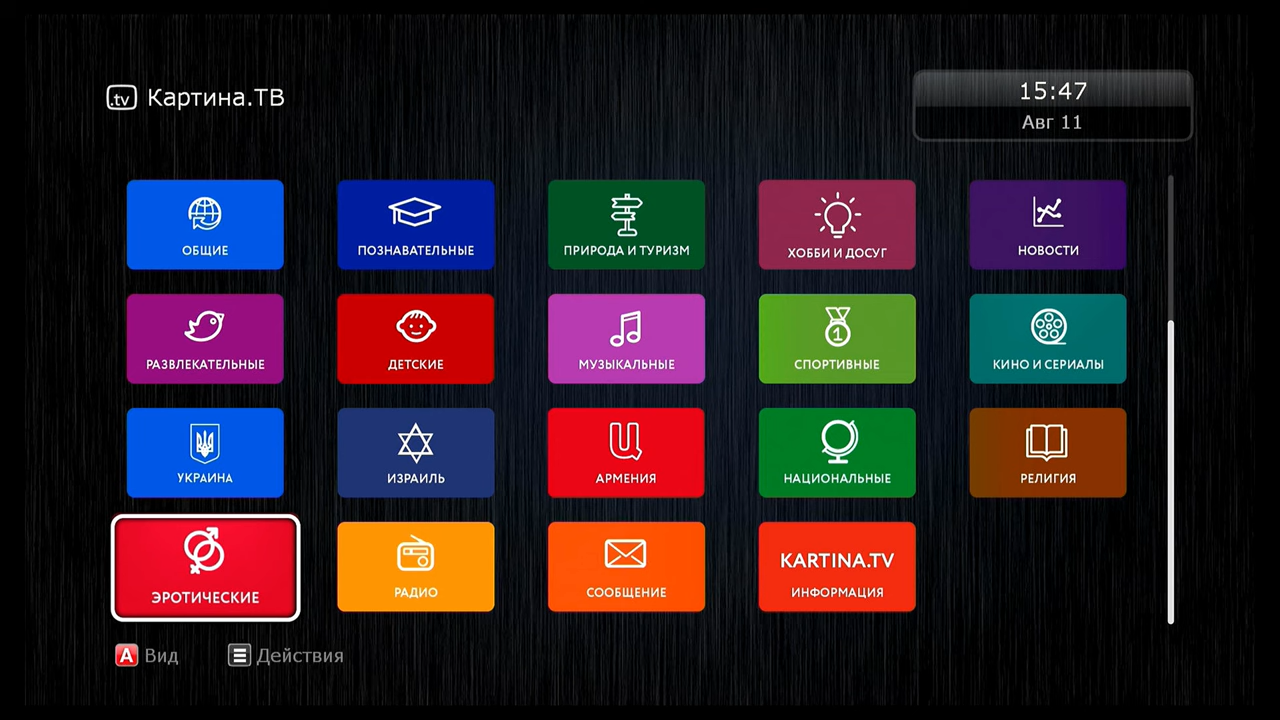 .tv Картина.ТВ
15:47
Авг 11
ОБЩИЕ
ПОЗНАВАТЕЛЬНЫЕ
ПРИРОДА И ТУРИЗМ
ХОББИ И ДОСУГ
НОВОСТИ
РАЗВЛЕКАТЕЛЬНЫЕ
ДЕТСКИЕ
МУЗЫКАЛЬНЫЕ
1
СПОРТИВНЫЕ
КИНО И СЕРИАЛЫ
УКРАИНА
ИЗРАИЛЬ
Ц
АРМЕНИЯ
НАЦИОНАЛЬНЫЕ
РЕЛИГИЯ
ЭРОТИЧЕСКИЕ
РАДИО
СООБЩЕНИЕ
KARTINA.TV
ИНФОРМАЦИЯ
A Вид
Действия